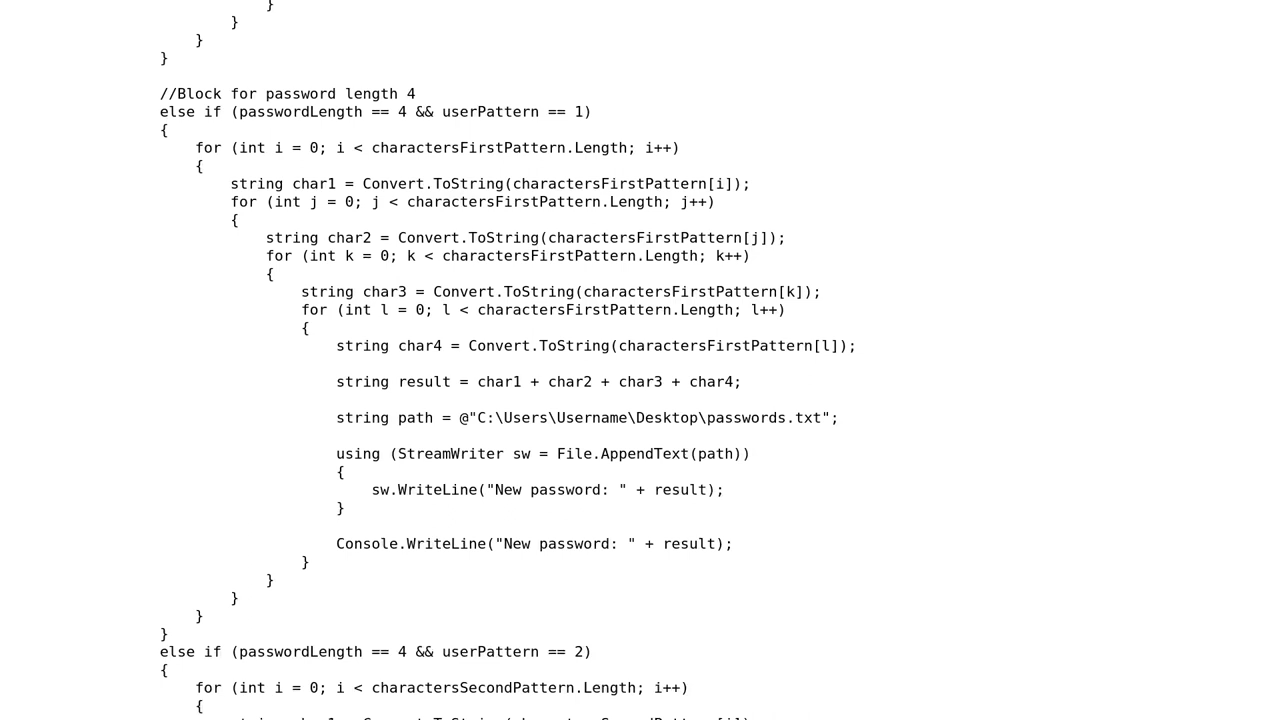 }
}
}
}
//Block for password length 4
else if (passwordLength == 4 && userPattern == 1)
{
for (int i = 0; i < charactersFirstPattern.Length; i++)
{
string char1 = Convert.ToString(charactersFirstPattern[i]);
for (int j = 0; j < charactersFirstPattern.Length; j++)
{
string char2 = Convert.ToString(charactersFirstPattern[j]);
for (int k = 0; k < charactersFirstPattern.Length; k++)
{
string char3 = Convert.ToString(charactersFirstPattern[k]);
for (int l = 0; l < charactersFirstPattern.Length; l++)
{
string char4 = Convert.ToString(charactersFirstPattern[l]);
string result = char1 + char2 + char3 + char4;
string path = @"C:\Users\Username\Desktop\passwords.txt";
using (StreamWriter sw = File.AppendText(path))
{
sw.WriteLine("New password: " + result);
}
Console.WriteLine("New password: " + result);
}
}
}
}
}
else if (passwordLength == 4 && userPattern == 2)
{
for (int i = 0; i < charactersSecondPattern.Length; i++)
{